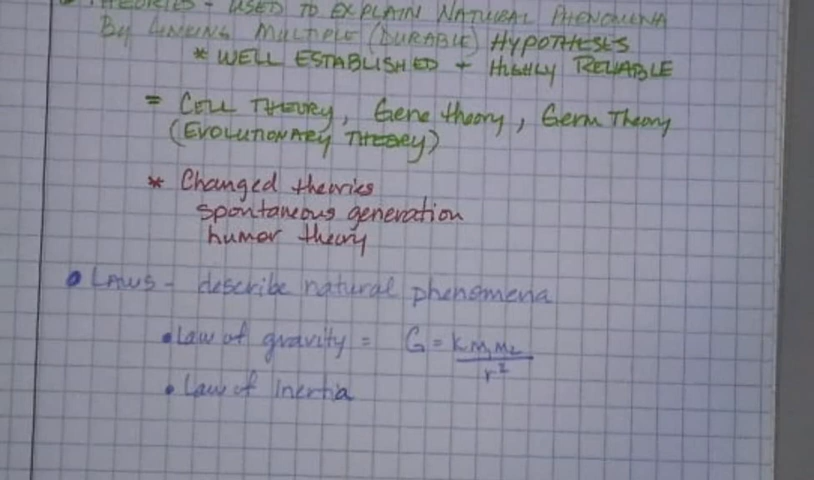 THEORIES - USED TO EXPLAIN NATURAL PHENOMENA
By LINKING MULTIPLE (DURABLE) HYPOTHESES
* WELL ESTABLISHED + HIGHLY RELIABLE
= CELL THEORY, Gene theory, Germ Theory
(EVOLUTIONARY THEORY)
* Changed theories
spontaneous generation
humor theory
• LAWS - describe natural phenomena
• Law of gravity = G = KM₁M₂/r²
• Law of inertia